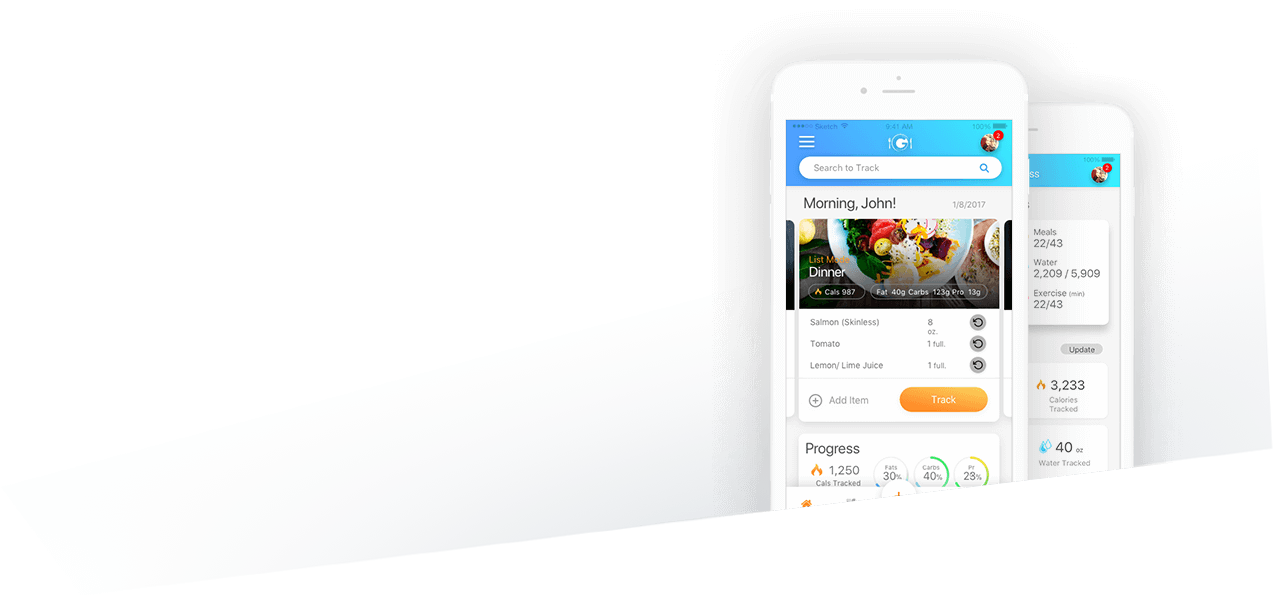 Sketch 9:41 AM 100%
2
Search to Track
Morning, John! 1/8/2017
Dinner
Cals 987 Fat 40g Carbs 123g Pro 13g
Salmon (Skinless) 8
oz.
Tomato 1 full.
Lemon/ Lime Juice 1 full.
Add Item Track
Progress
1,250
Cals Tracked
Fats
30%
Carbs
40%
Pr
23%
100%
ss
2
s
Meals
22/43
Water
2,209 / 5,909
Exercise (min)
22/43
Update
3,233
Calories
Tracked
40 oz
Water Tracked